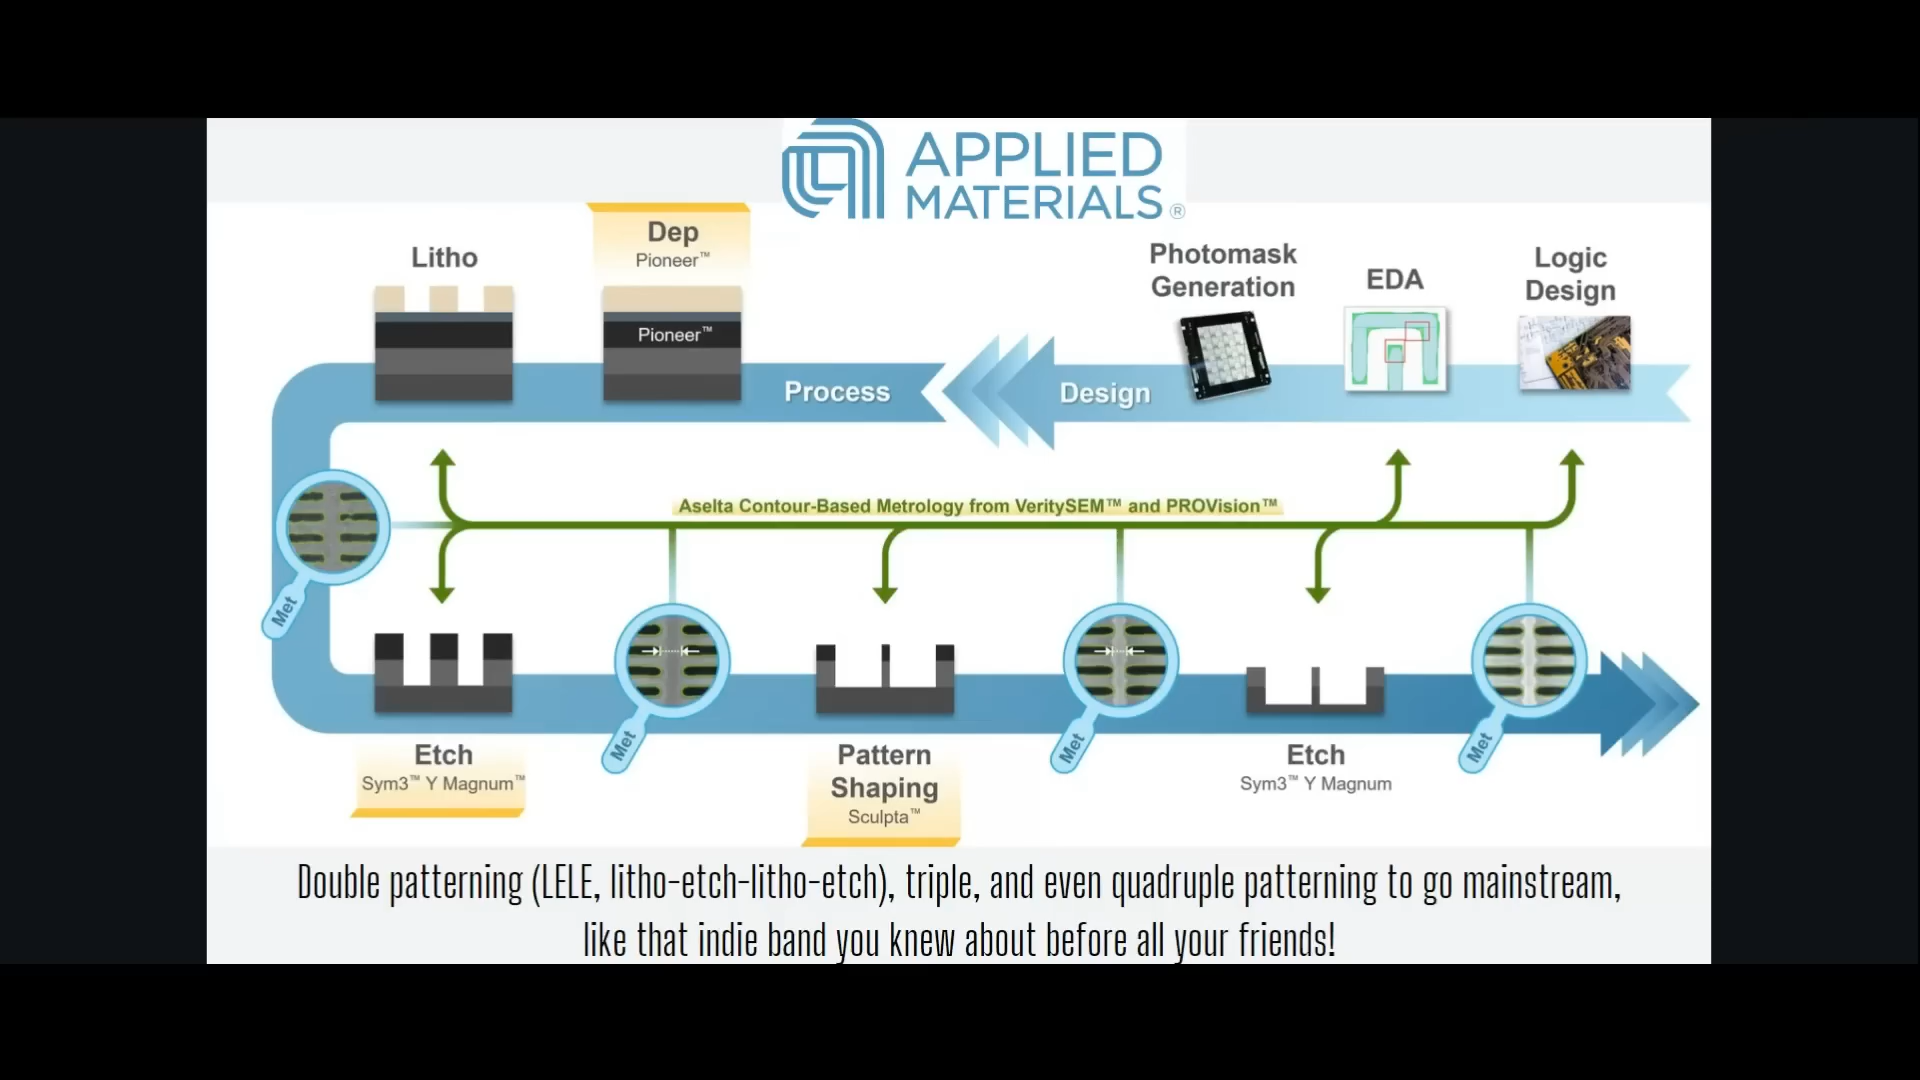 APPLIED
MATERIALS®
Litho
Dep
Pioneer™
Pioneer™
Photomask
Generation
EDA
Logic
Design
Process
Design
Aselta Contour-Based Metrology from VeritySEM™ and PROVision™
Met
Met
Met
Met
Etch
Sym3™ Y Magnum™
Pattern
Shaping
Sculpta™
Etch
Sym3™ Y Magnum
Double patterning (LELE, litho-etch-litho-etch), triple, and even quadruple patterning to go mainstream,
like that indie band you knew about before all your friends!